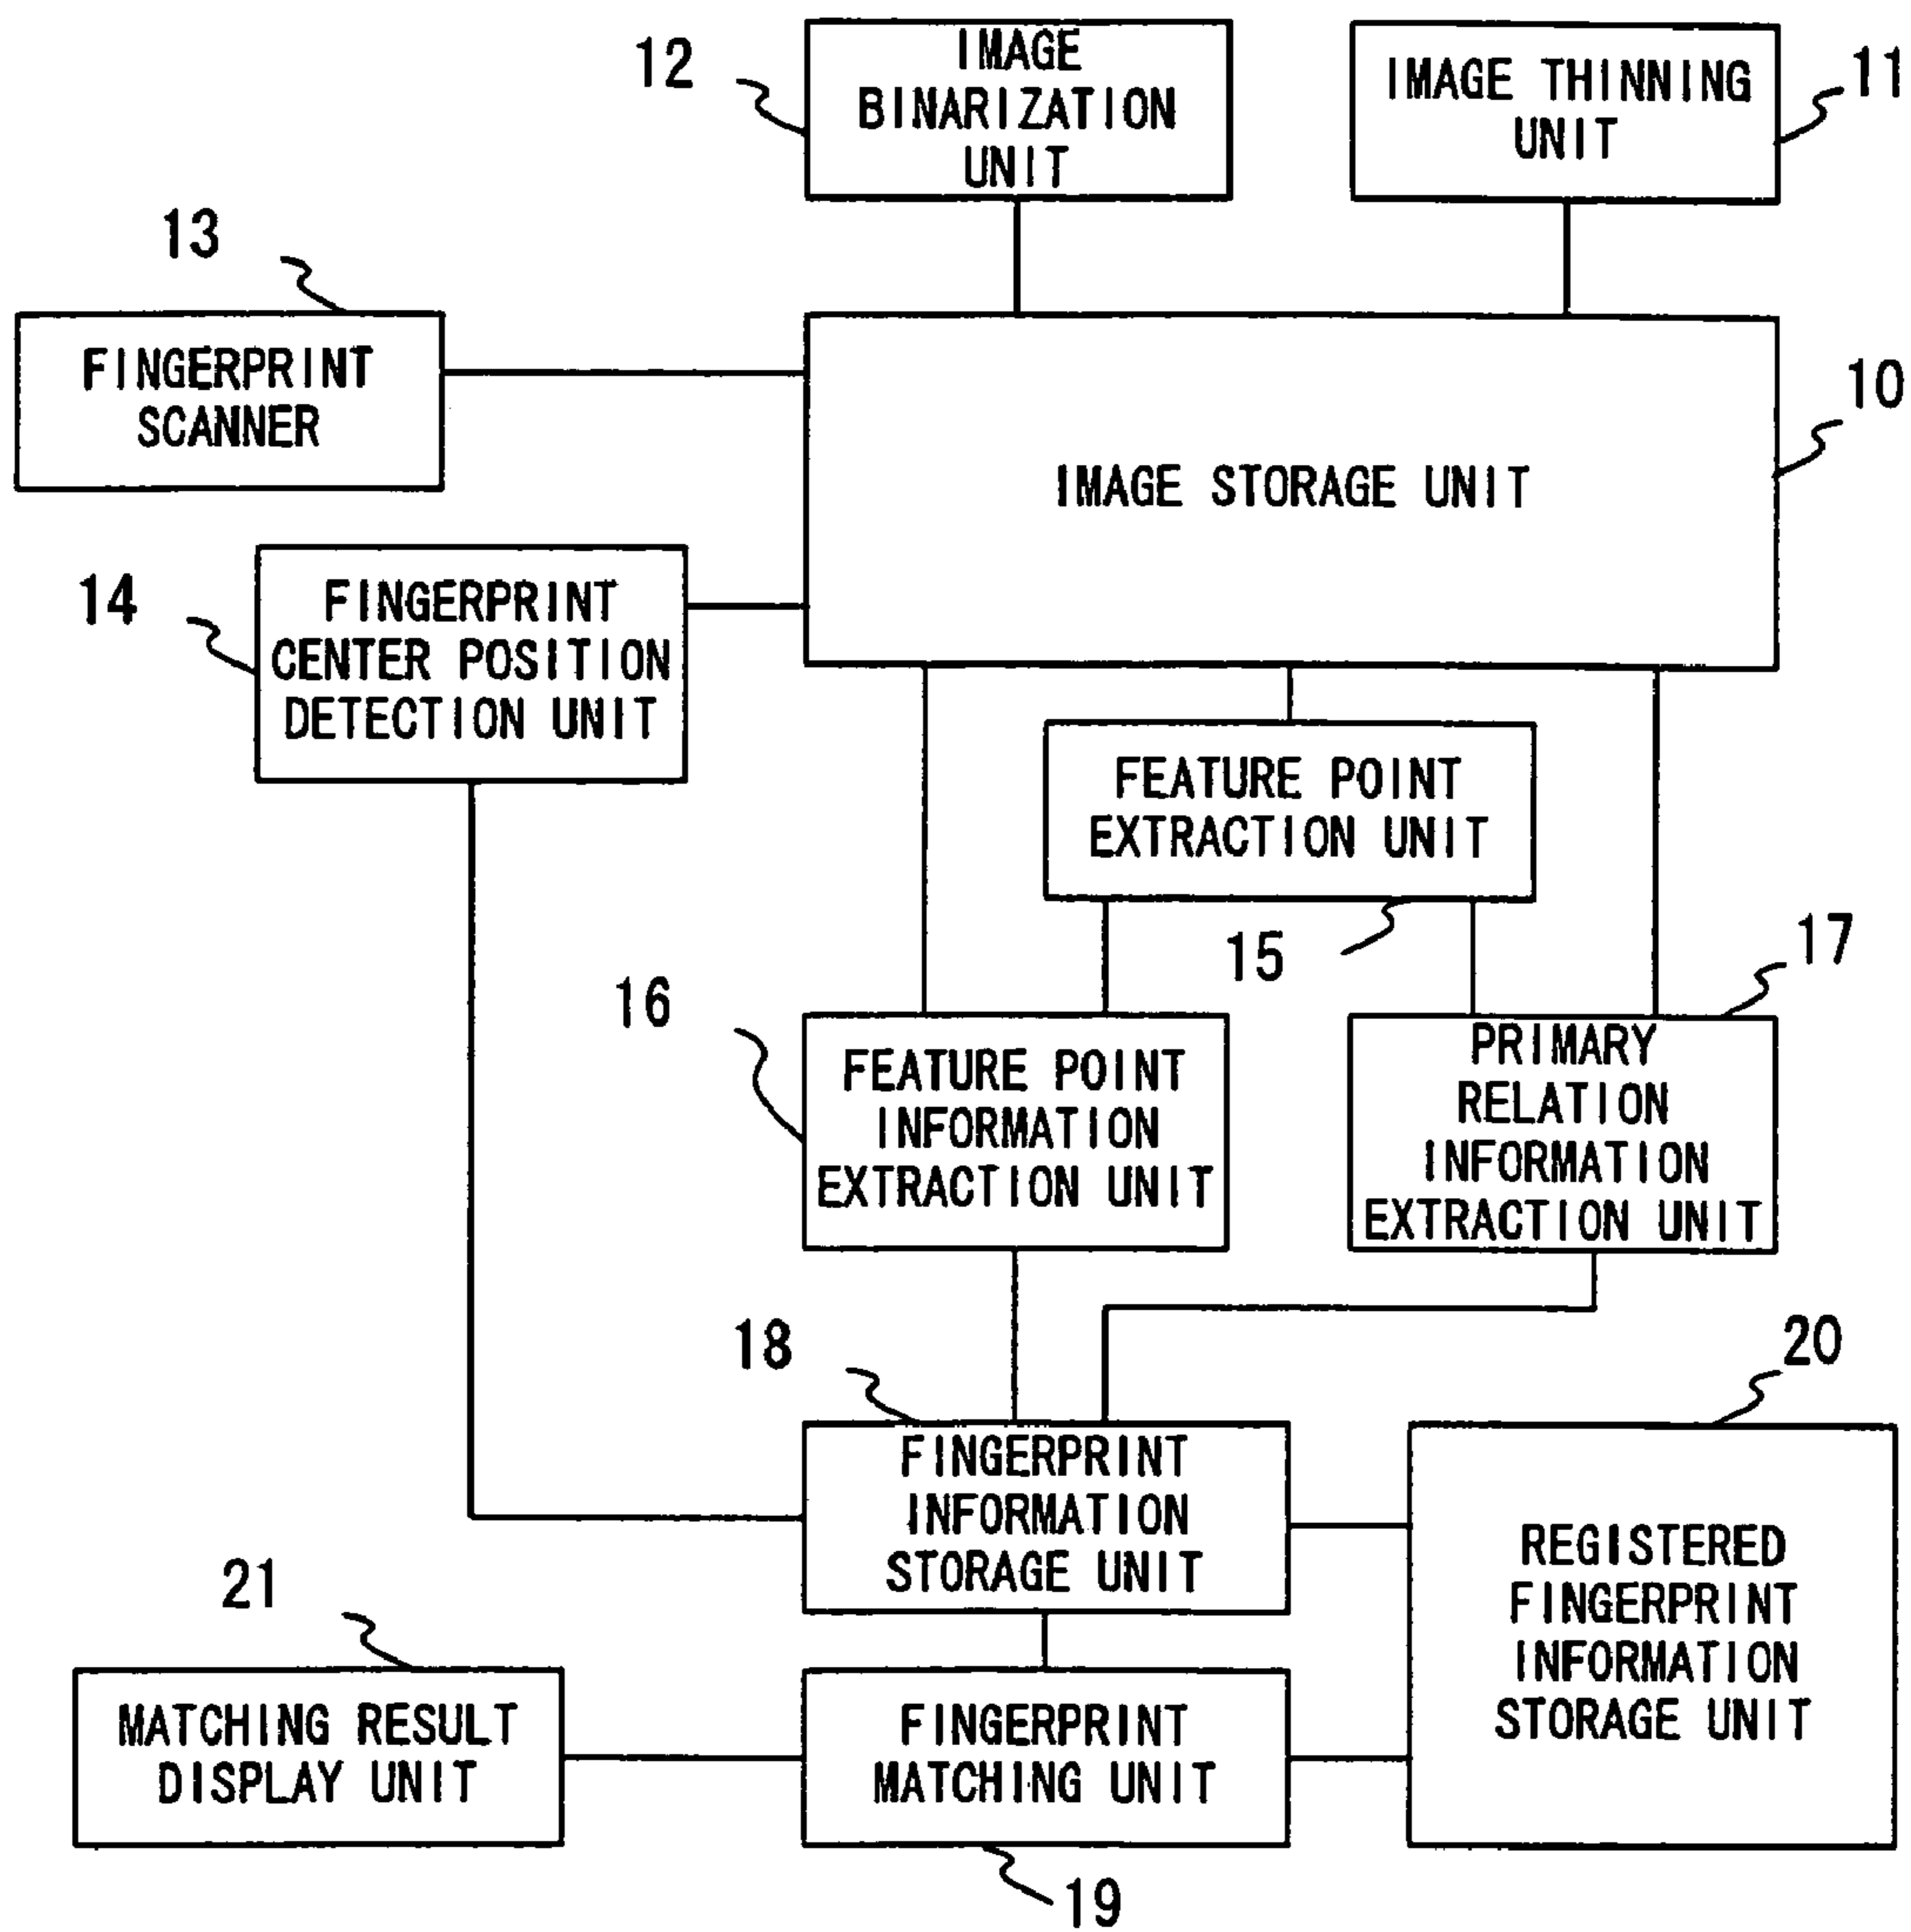 12
IMAGE
BINARIZATION
UNIT
IMAGE THINNING
UNIT
11
13
FINGERPRINT
SCANNER
IMAGE STORAGE UNIT
10
14
FINGERPRINT
CENTER POSITION
DETECTION UNIT
FEATURE POINT
EXTRACTION UNIT
15
16
FEATURE POINT
INFORMATION
EXTRACTION UNIT
17
PRIMARY
RELATION
INFORMATION
EXTRACTION UNIT
18
FINGERPRINT
INFORMATION
STORAGE UNIT
20
REGISTERED
FINGERPRINT
INFORMATION
STORAGE UNIT
21
MATCHING RESULT
DISPLAY UNIT
FINGERPRINT
MATCHING UNIT
19